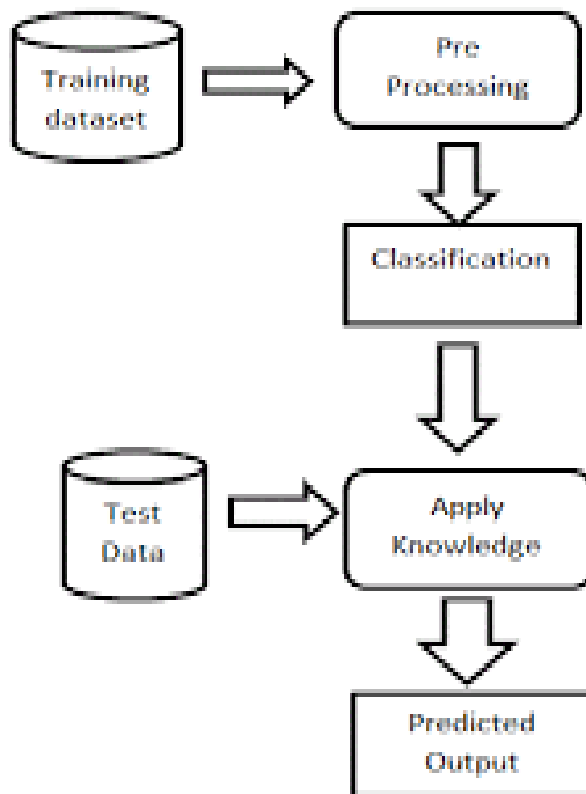 Training
dataset
Pre
Processing
Classification
Test
Data
Apply
Knowledge
Predicted
Output